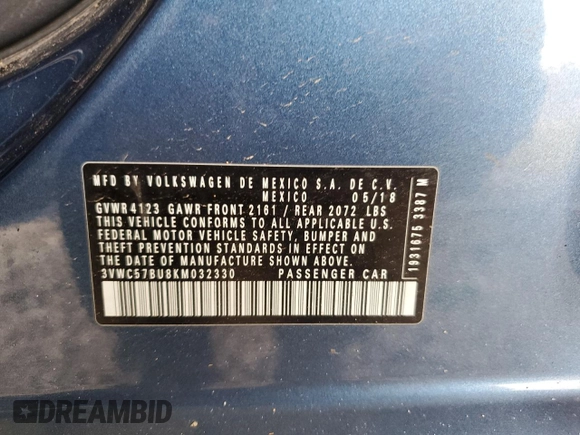 MFD BY VOLKSWAGEN DE MEXICO S.A. DE C.V.
MEXICO 05/18
GVWR 4123 GAWR FRONT 2161 / REAR 2072 LBS
THIS VEHICLE CONFORMS TO ALL APPLICABLE U.S.
FEDERAL MOTOR VEHICLE SAFETY, BUMPER AND
THEFT PREVENTION STANDARDS IN EFFECT ON
THE DATE OF MANUFACTURE SHOWN ABOVE.
3VWC57BU8KM032330 PASSENGER CAR
1931675 3387 M
DREAMBID